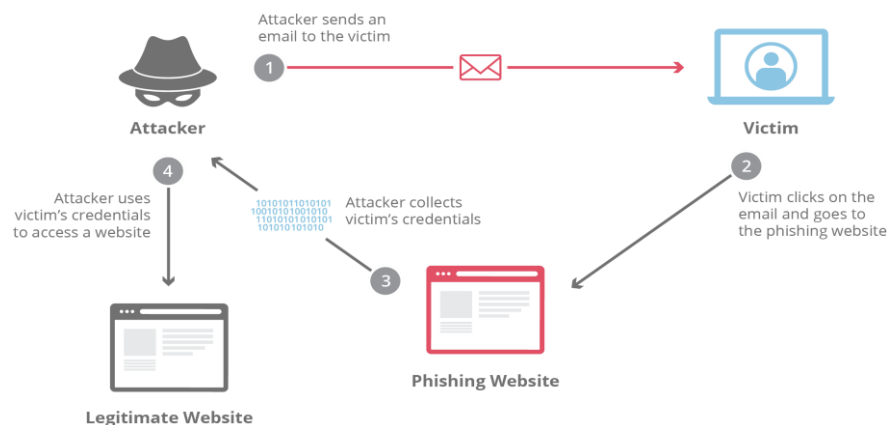 Attacker sends an
email to the victim
1
Attacker
Victim
4
2
Attacker uses
victim's credentials
to access a website
10101011010101
10010101001010
11010101010101
101010101010
Attacker collects
victim's credentials
Victim clicks on the
email and goes to
the phishing website
3
Phishing Website
Legitimate Website